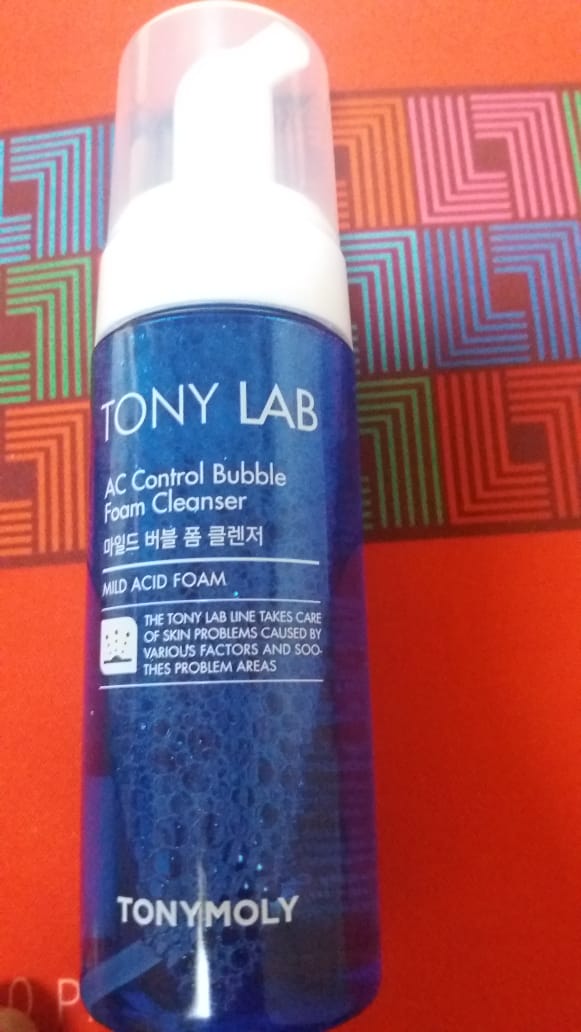 TONY LAB
AC Control Bubble
Foam Cleanser
마일드 버블 폼 클렌저
MILD ACID FOAM
THE TONY LAB LINE TAKES CARE
OF SKIN PROBLEMS CAUSED BY
VARIOUS FACTORS AND SOO-
THES PROBLEM AREAS
TONYMOLY